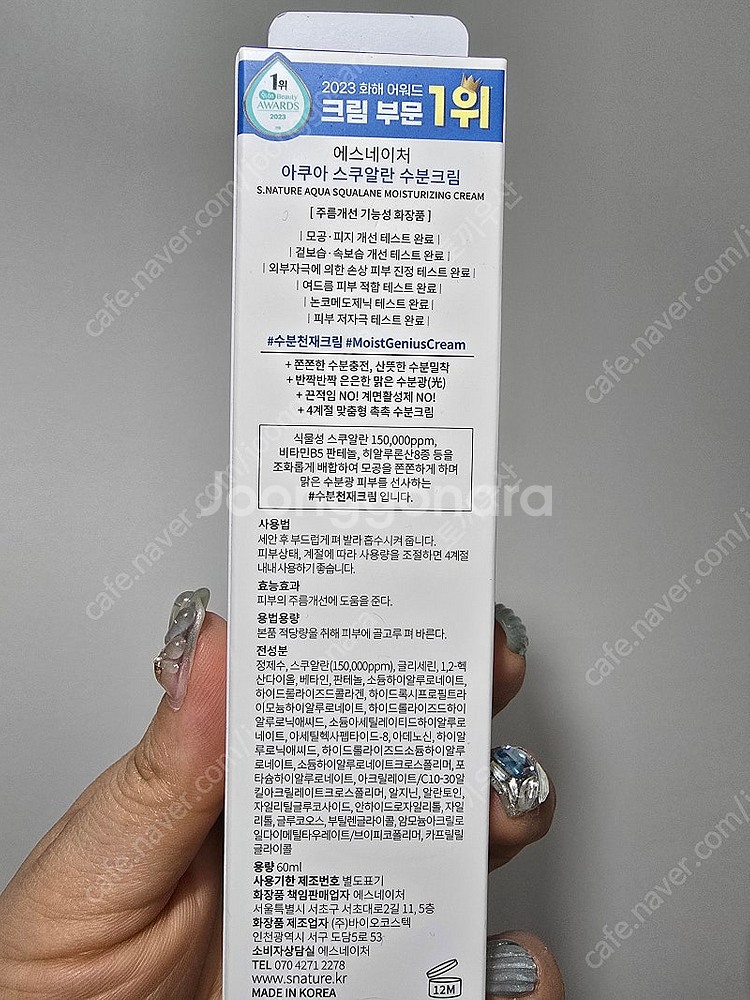 1위
Beauty
AWARDS
2023
2023 화해 어워드
크림 부문 1위
에스네이처
아쿠아 스쿠알란 수분크림
S.NATURE AQUA SQUALANE MOISTURIZING CREAM
[ 주름개선 기능성 화장품 ]
| 모공·피지 개선 테스트 완료 |
| 겉보습·속보습 개선 테스트 완료 |
| 외부자극에 의한 손상 피부 진정 테스트 완료 |
| 여드름 피부 적합 테스트 완료 |
| 논코메도제닉 테스트 완료 |
| 피부 저자극 테스트 완료 |
#수분천재크림 #MoistGeniusCream
+ 쫀쫀한 수분충전, 산뜻한 수분밀착
+ 반짝반짝 은은한 맑은 수분광(光)
+ 끈적임 NO! 계면활성제 NO!
+ 4계절 맞춤형 촉촉 수분크림
식물성 스쿠알란 150,000ppm,
비타민B5 판테놀, 히알루론산8종 등을
조화롭게 배합하여 모공을 쫀쫀하게 하며
맑은 수분광 피부를 선사하는
#수분천재크림 입니다.
사용법
세안 후 부드럽게 펴 발라 흡수시켜 줍니다.
피부상태, 계절에 따라 사용량을 조절하면 4계절
내내 사용하기 좋습니다.
효능효과
피부의 주름개선에 도움을 준다.
용법용량
본품 적당량을 취해 피부에 골고루 펴 바른다.
전성분
정제수, 스쿠알란(150,000ppm), 글리세린, 1,2-헥
산다이올, 베타인, 판테놀, 소듐하이알루로네이트,
하이드롤라이즈드콜라겐, 하이드록시프로필트라
이모늄하이알루로네이트, 하이드롤라이즈드하이
알루로닉애씨드, 소듐아세틸레이티드하이알루로
네이트, 아세틸헥사펩타이드-8, 아데노신, 하이알
루로닉애씨드, 하이드롤라이즈드소듐하이알루로
네이트, 소듐하이알루로네이트크로스폴리머, 포
타슘하이알루로네이트, 아크릴레이트/C10-30알
킬아크릴레이트크로스폴리머, 알지닌, 알란토인,
자일리틸글루코사이드, 안하이드로자일리톨, 자일
리톨, 글루코오스, 부틸렌글라이콜, 암모늄아크릴로
일다이메틸타우레이트/브이피코폴리머, 카프릴릴
글라이콜
용량 60ml
사용기한 제조번호 별도표기
화장품 책임판매업자 에스네이처
서울특별시 서초구 서초대로2길 11, 5층
화장품 제조업자 (주)바이오코스텍
인천광역시 서구 도담5로 53
소비자상담실 에스네이처
TEL 070 4271 2278
www.snature.kr
MADE IN KOREA
12M
Joonggonara
cafe.naver.com/
cafe.naver.com/
cafe.naver.com/
cafe.naver.com/
cafe.naver.com/
cafe.naver.com/